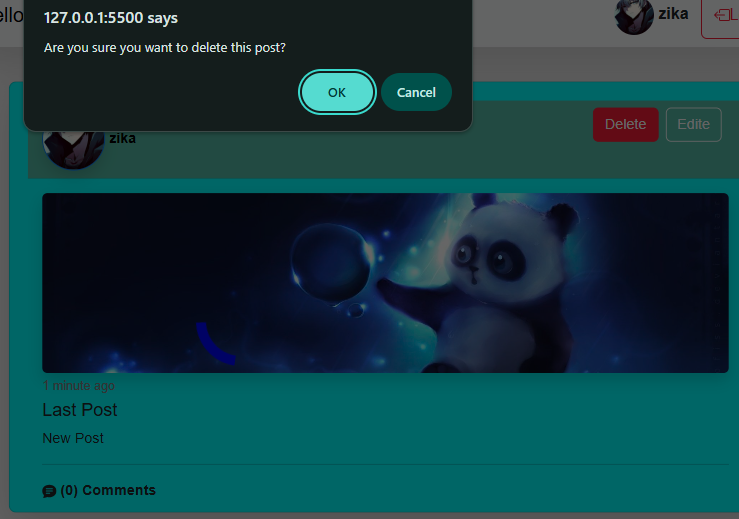 127.0.0.1:5500 says
Are you sure you want to delete this post?
OK
Cancel
ello
zika
L
zika
Delete
Edite
1 minute ago
Last Post
New Post
(0) Comments